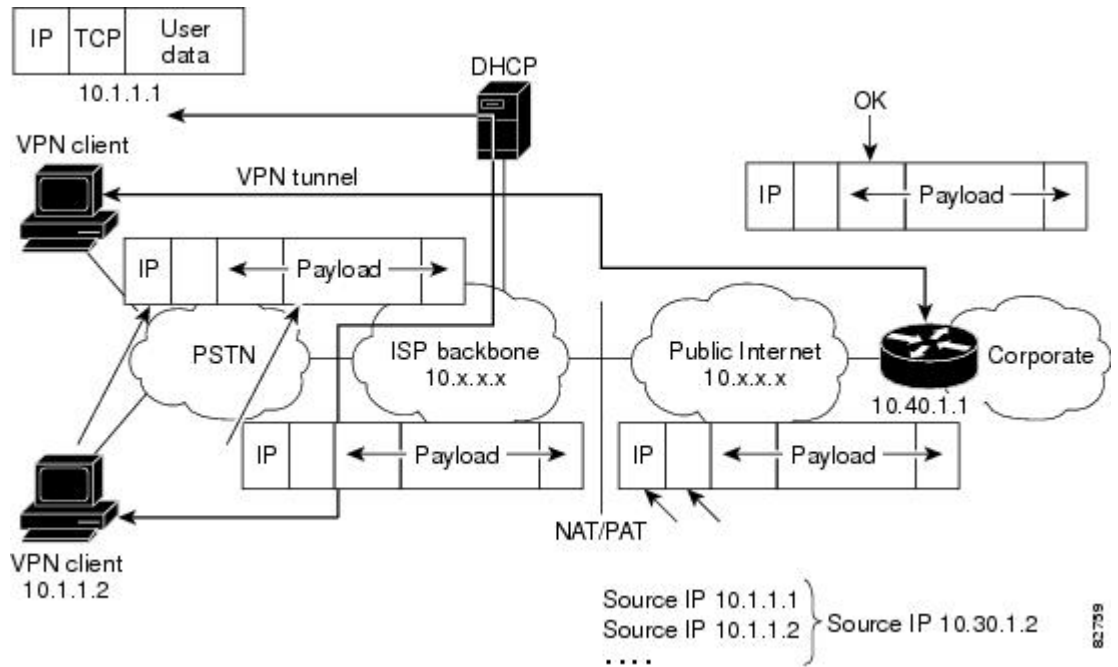 IP TCP User data
10.1.1.1
DHCP
OK
VPN client
VPN tunnel
IP Payload
IP Payload
PSTN
ISP backbone
10.x.x.x
Public Internet
10.x.x.x
Corporate
10.40.1.1
IP Payload
IP Payload
NAT/PAT
VPN client
10.1.1.2
Source IP 10.1.1.1
Source IP 10.1.1.2
....
Source IP 10.30.1.2
82759